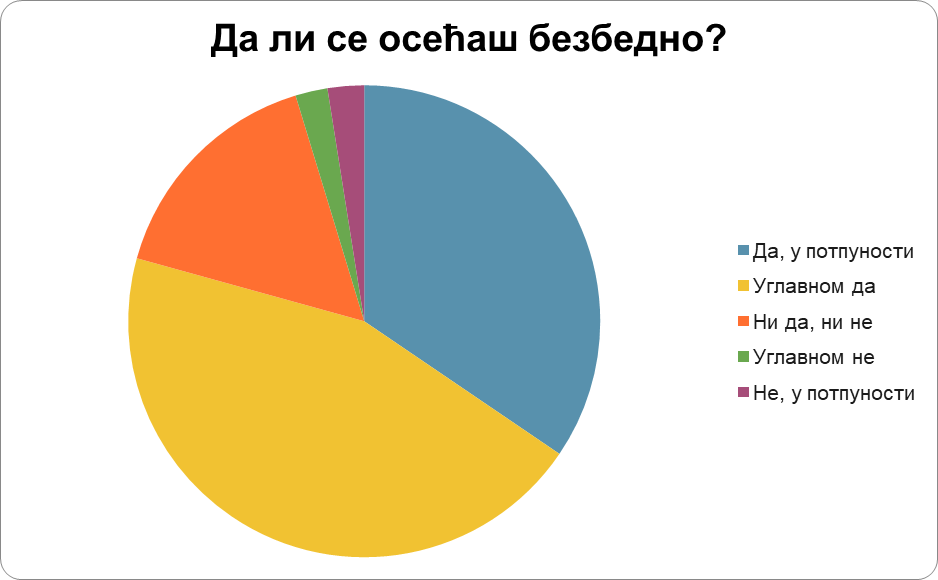 Да ли се осећаш безбедно?
Да, у потпуности
Углавном да
Ни да, ни не
Углавном не
Не, у потпуности